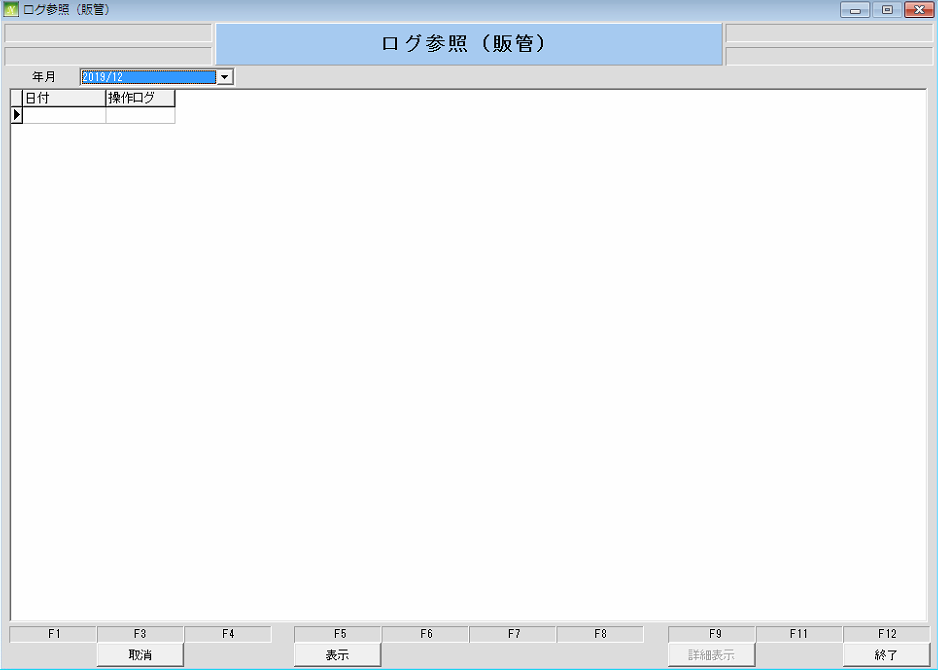 ログ参照（販管）
ログ参照（販管）
年月 2019/12
日付 操作ログ
F1 F3 F4 F5 F6 F7 F8 F9 F11 F12
取消 表示 詳細表示 終了